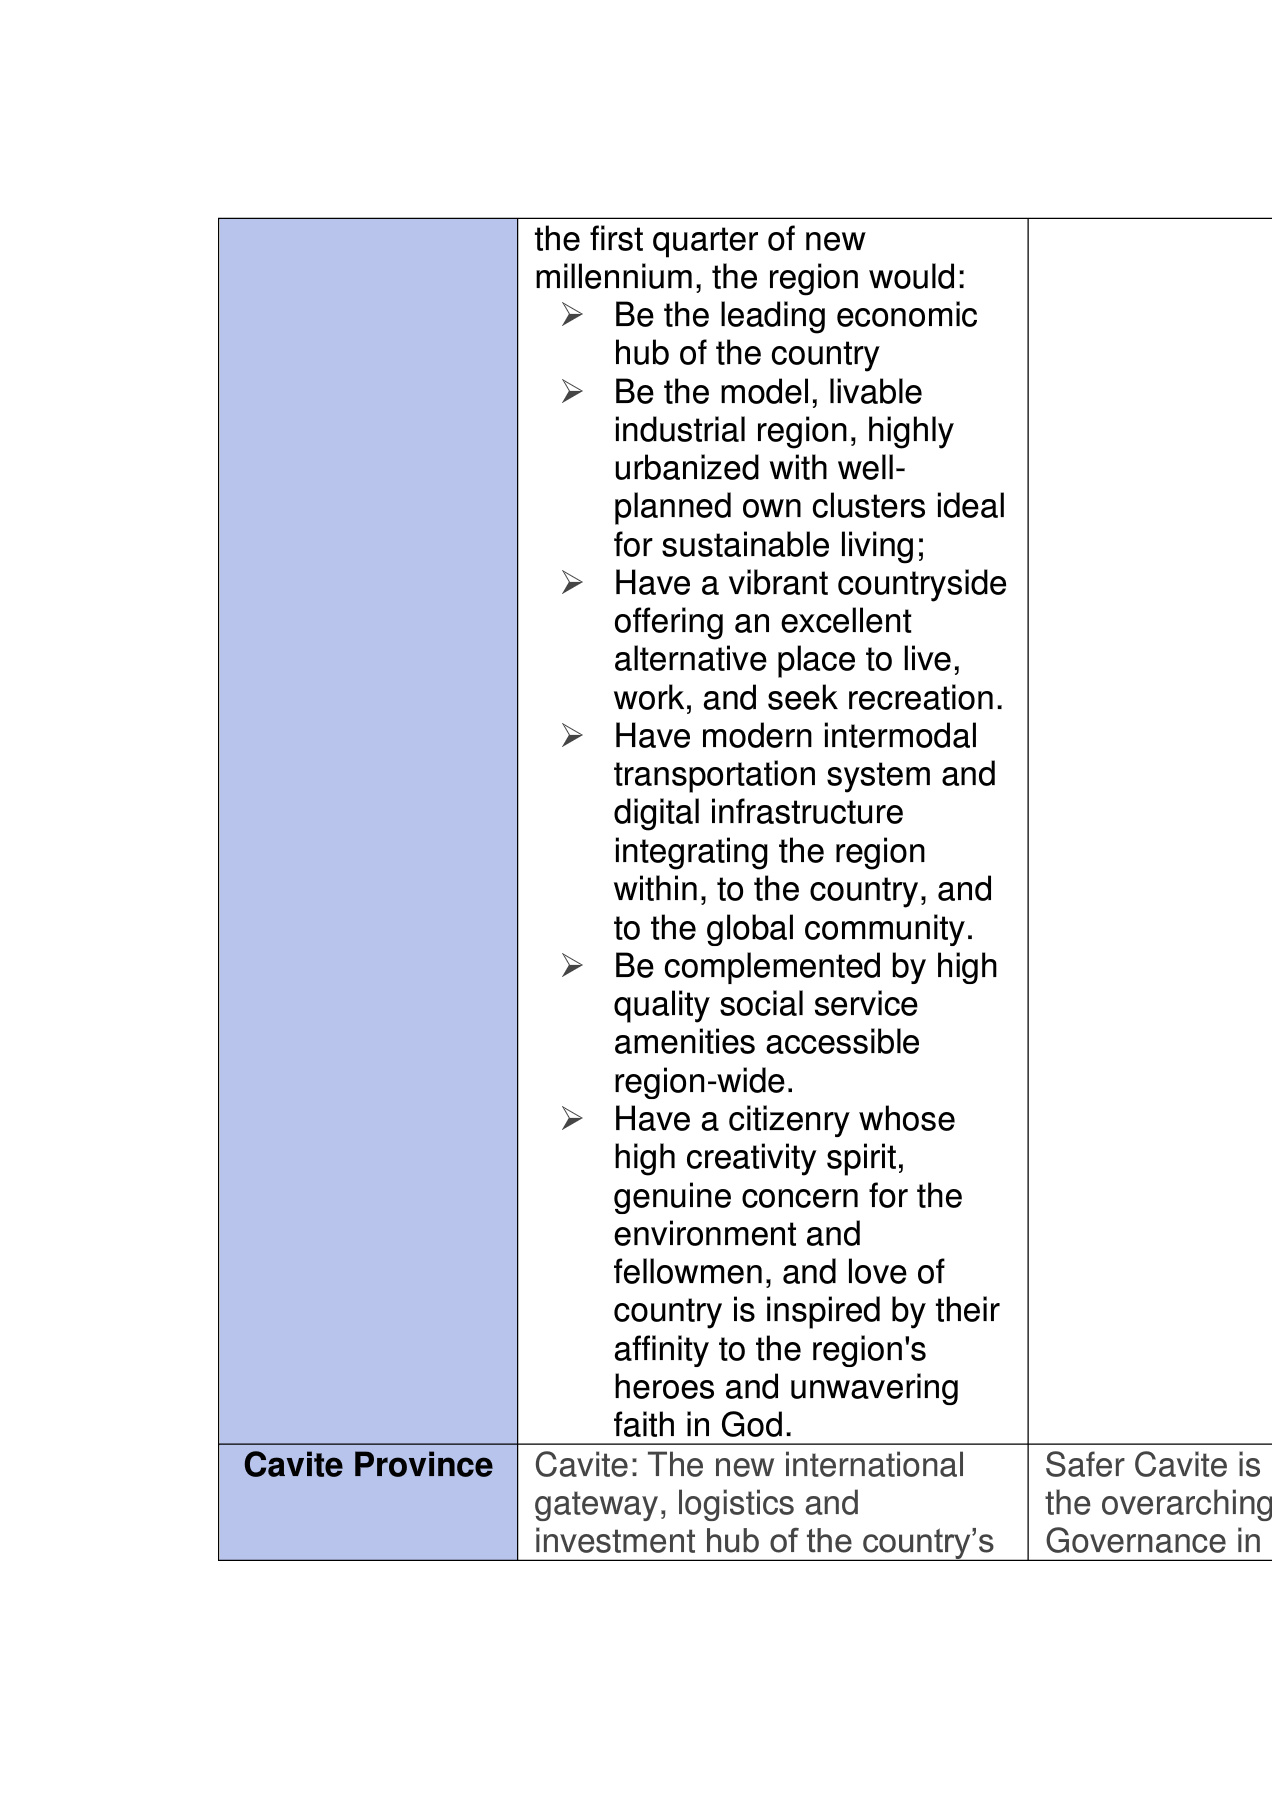 the first quarter of new
millennium, the region would:
➢ Be the leading economic
hub of the country
➢ Be the model, livable
industrial region, highly
urbanized with well-
planned own clusters ideal
for sustainable living;
➢ Have a vibrant countryside
offering an excellent
alternative place to live,
work, and seek recreation.
➢ Have modern intermodal
transportation system and
digital infrastructure
integrating the region
within, to the country, and
to the global community.
➢ Be complemented by high
quality social service
amenities accessible
region-wide.
➢ Have a citizenry whose
high creativity spirit,
genuine concern for the
environment and
fellowmen, and love of
country is inspired by their
affinity to the region's
heroes and unwavering
faith in God.
Cavite Province
Cavite: The new international
gateway, logistics and
investment hub of the country’s
Safer Cavite is
the overarching
Governance in